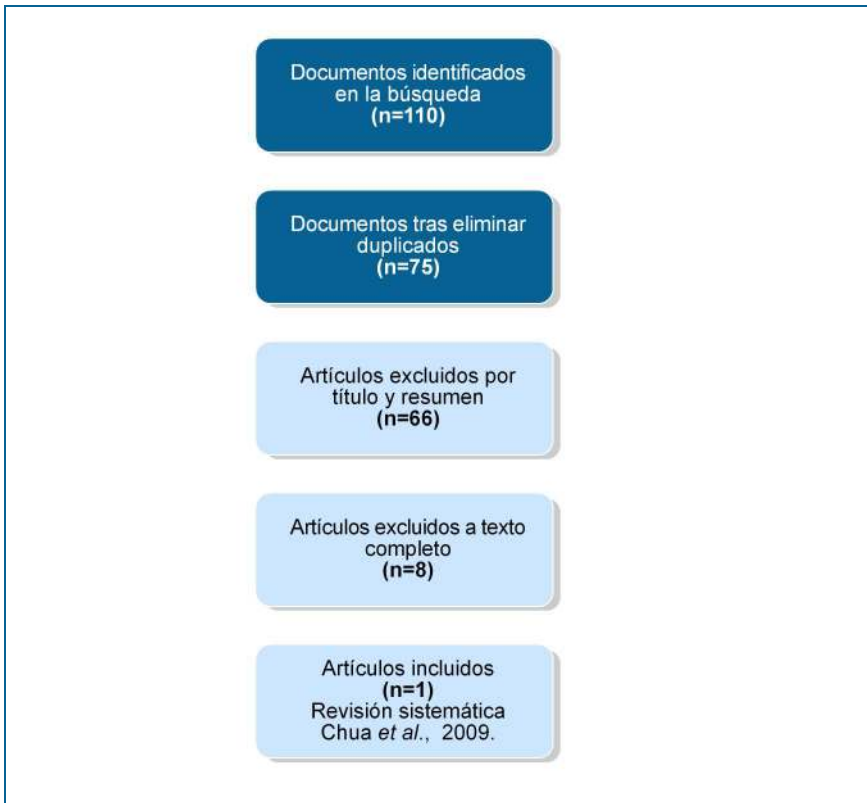 Documentos identificados
en la búsqueda
(n=110)
Documentos tras eliminar
duplicados
(n=75)
Artículos excluidos por
título y resumen
(n=66)
Artículos excluidos a texto
completo
(n=8)
Artículos incluidos
(n=1)
Revisión sistemática
Chua et al., 2009.